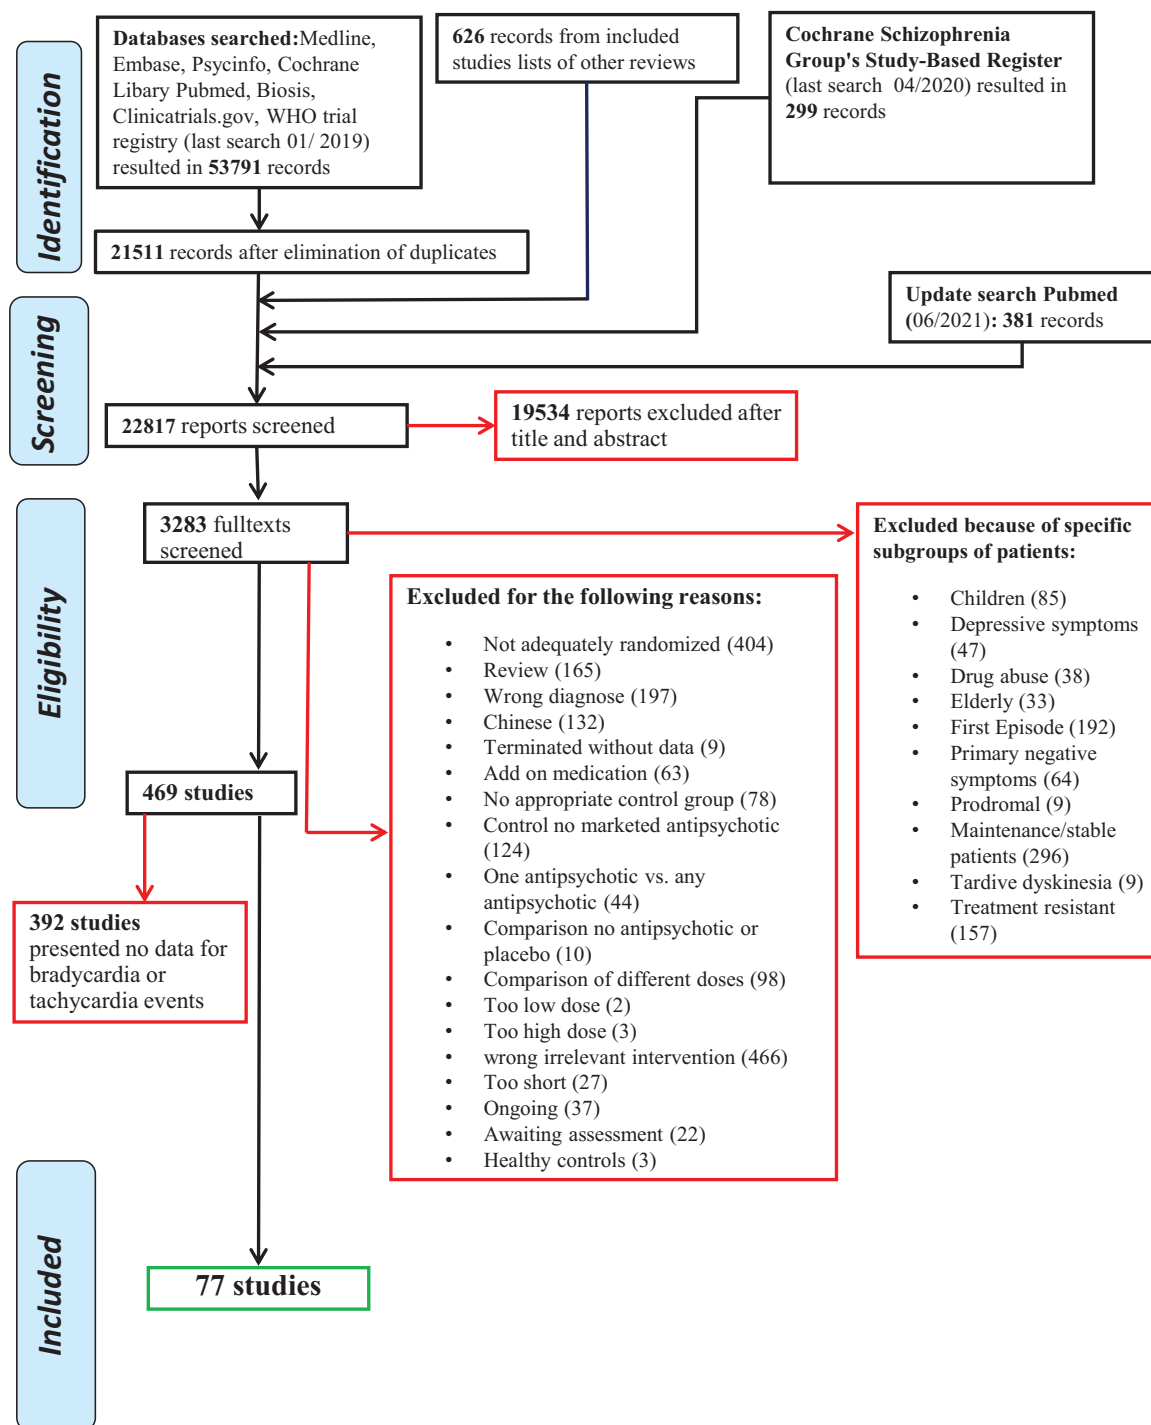 Identification
Databases searched:Medline,
Embase, Psycinfo, Cochrane
Libary Pubmed, Biosis,
Clinicatrials.gov, WHO trial
registry (last search 01/ 2019)
resulted in 53791 records
626 records from included
studies lists of other reviews
Cochrane Schizophrenia
Group's Study-Based Register
(last search 04/2020) resulted in
299 records
21511 records after elimination of duplicates
Update search Pubmed
(06/2021): 381 records
Screening
22817 reports screened
19534 reports excluded after
title and abstract
Eligibility
3283 fulltexts
screened
Excluded for the following reasons:
• Not adequately randomized (404)
• Review (165)
• Wrong diagnose (197)
• Chinese (132)
• Terminated without data (9)
• Add on medication (63)
• No appropriate control group (78)
• Control no marketed antipsychotic
(124)
• One antipsychotic vs. any
antipsychotic (44)
• Comparison no antipsychotic or
placebo (10)
• Comparison of different doses (98)
• Too low dose (2)
• Too high dose (3)
• wrong irrelevant intervention (466)
• Too short (27)
• Ongoing (37)
• Awaiting assessment (22)
• Healthy controls (3)
Excluded because of specific
subgroups of patients:
• Children (85)
• Depressive symptoms
(47)
• Drug abuse (38)
• Elderly (33)
• First Episode (192)
• Primary negative
symptoms (64)
• Prodromal (9)
• Maintenance/stable
patients (296)
• Tardive dyskinesia (9)
• Treatment resistant
(157)
469 studies
392 studies
presented no data for
bradycardia or
tachycardia events
Included
77 studies